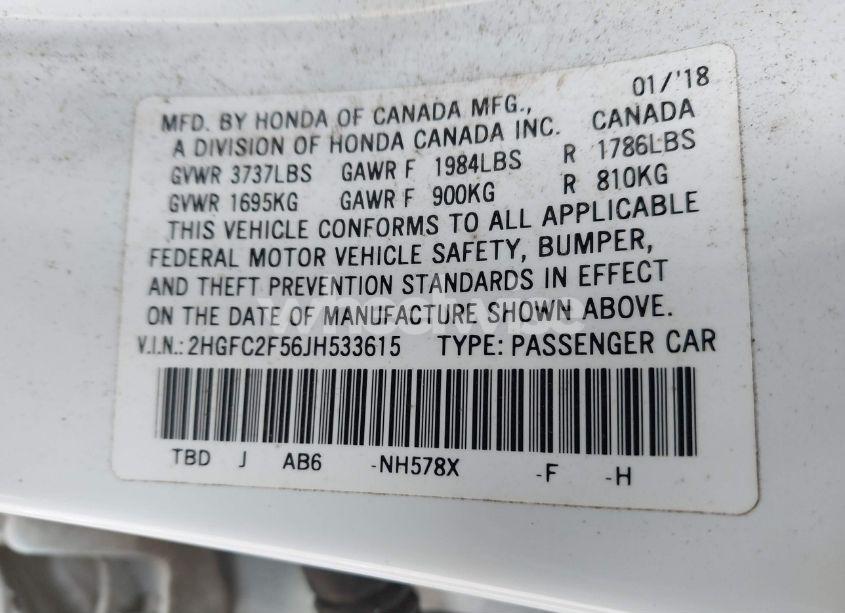 01/'18
MFD. BY HONDA OF CANADA MFG., CANADA
A DIVISION OF HONDA CANADA INC.
GVWR 3737LBS GAWR F 1984LBS R 1786LBS
GVWR 1695KG GAWR F 900KG R 810KG
THIS VEHICLE CONFORMS TO ALL APPLICABLE
FEDERAL MOTOR VEHICLE SAFETY, BUMPER,
AND THEFT PREVENTION STANDARDS IN EFFECT
ON THE DATE OF MANUFACTURE SHOWN ABOVE.
V.I.N.: 2HGFC2F56JH533615 TYPE: PASSENGER CAR
TBD J AB6 -NH578X -F -H